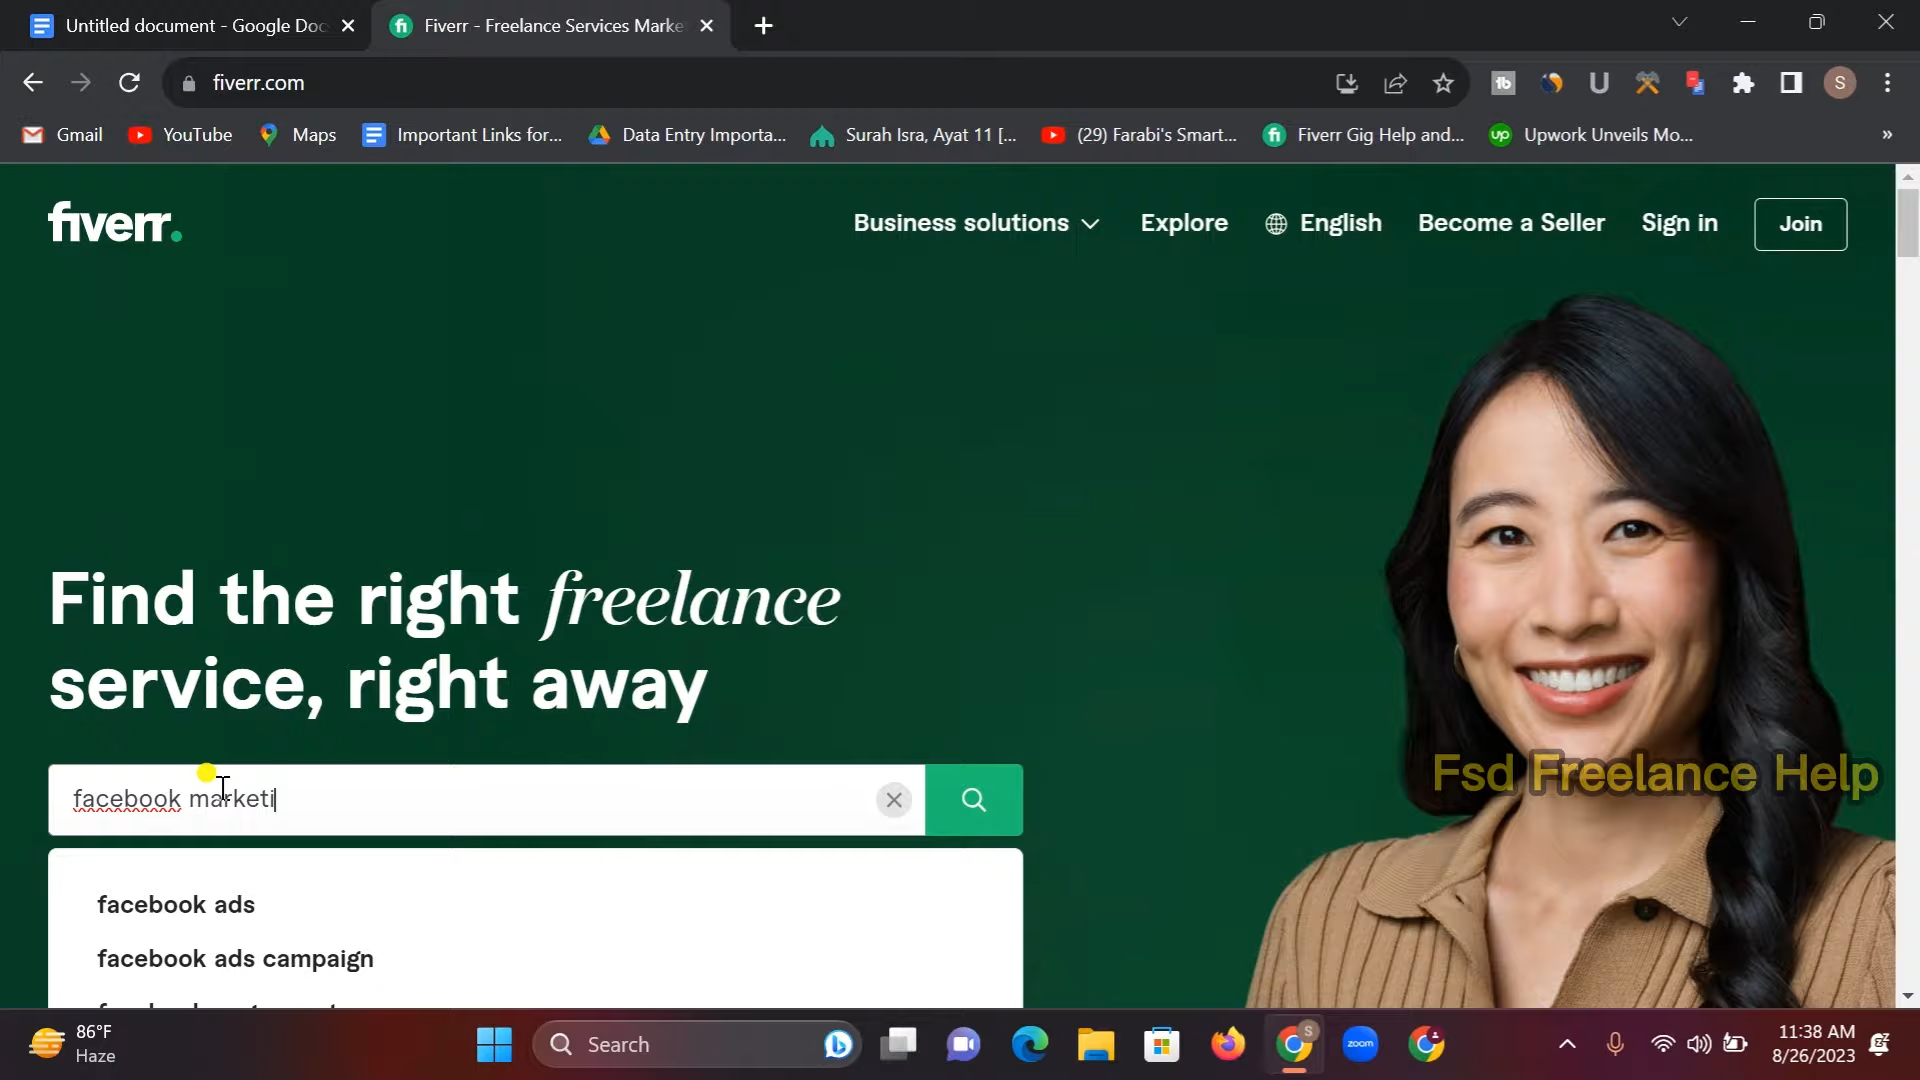 Untitled document - Google Doc
Fiverr - Freelance Services Marke
fiverr.com
S
Gmail
YouTube
Maps
Important Links for...
Data Entry Importa...
Surah Isra, Ayat 11 [...
(29) Farabi's Smart...
Fiverr Gig Help and...
Upwork Unveils Mo...
fiverr.
Business solutions
Explore
English
Become a Seller
Sign in
Join
Find the right freelance
service, right away
facebook marketi
Fsd Freelance Help
facebook ads
facebook ads campaign
86°F
Haze
Search
zoom
11:38 AM
8/26/2023